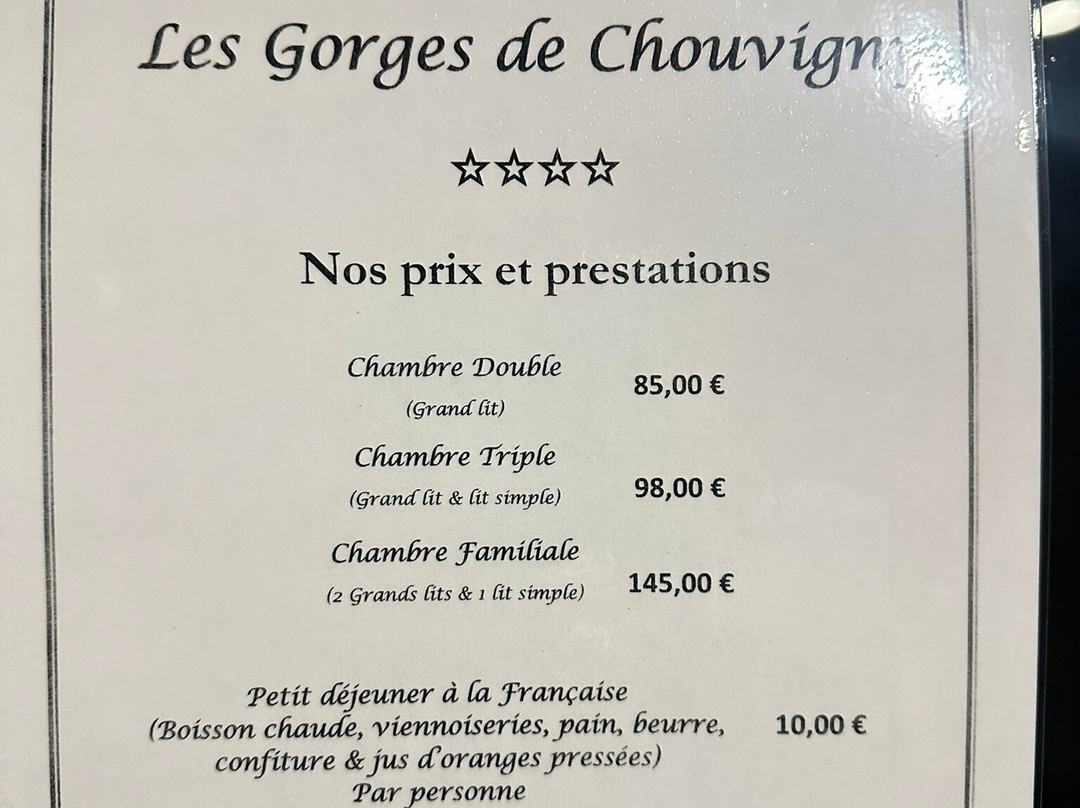 Les Gorges de Chouvigny
☆☆☆☆
Nos prix et prestations
Chambre Double
85,00 €
(Grand lit)
Chambre Triple
98,00 €
(Grand lit & lit simple)
Chambre Familiale
145,00 €
(2 Grands lits & 1 lit simple)
Petit déjeuner à la Française
(Boisson chaude, viennoiseries, pain, beurre, 10,00 €
confiture & jus d'oranges pressées)
Par personne